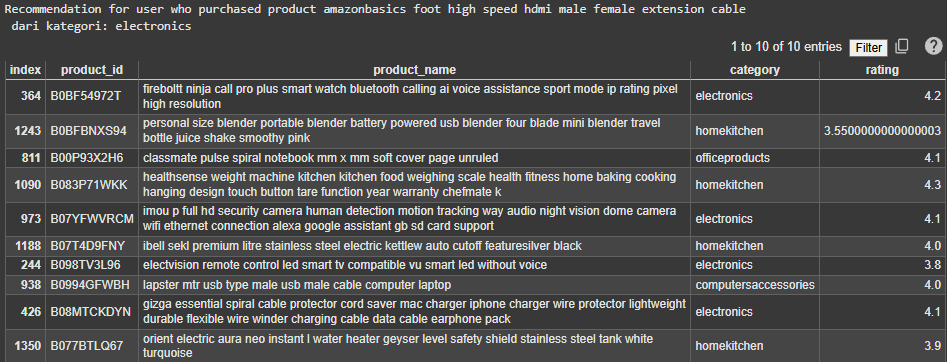 Recommendation for user who purchased product amazonbasics foot high speed hdmi male female extension cable
dari kategori: electronics
1 to 10 of 10 entries Filter
index product_id product_name category rating
364 B0BF54972T fireboltt ninja call pro plus smart watch bluetooth calling ai voice assistance sport mode ip rating pixel electronics 4.2
high resolution
1243 B0BFBNXS94 personal size blender portable blender battery powered usb blender four blade mini blender travel homekitchen 3.5500000000000003
bottle juice shake smoothy pink
811 B00P93X2H6 classmate pulse spiral notebook mm x mm soft cover page unruled officeproducts 4.1
1090 B083P71WKK healthsense weight machine kitchen kitchen food weighing scale health fitness home baking cooking homekitchen 4.3
hanging design touch button tare function year warranty chefmate k
973 B07YFWVRCM imou p full hd security camera human detection motion tracking way audio night vision dome camera electronics 4.1
wifi ethernet connection alexa google assistant gb sd card support
1188 B07T4D9FNY ibell sekl premium litre stainless steel electric kettlew auto cutoff featuresilver black homekitchen 4.0
244 B098TV3L96 electvision remote control led smart tv compatible vu smart led without voice electronics 3.8
938 B0994GFWBH lapster mtr usb type male usb male cable computer laptop computersaccessories 4.0
426 B08MTCKDYN gizga essential spiral cable protector cord saver mac charger iphone charger wire protector lightweight electronics 4.1
durable flexible wire winder charging cable data cable earphone pack
1350 B077BTLQ67 orient electric aura neo instant l water heater geyser level safety shield stainless steel tank white homekitchen 3.9
turquoise